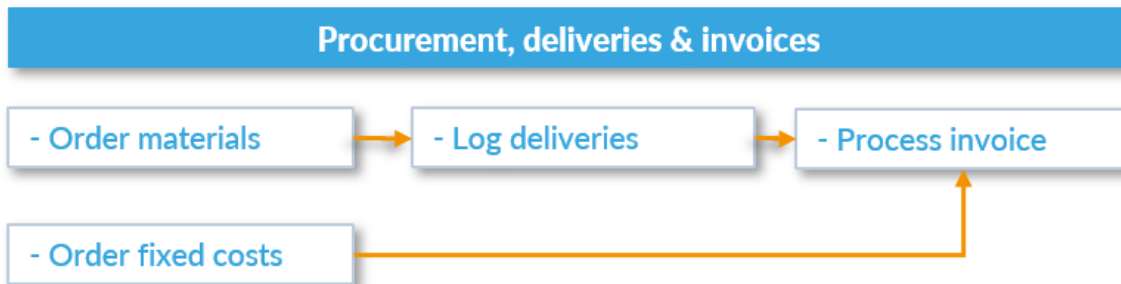 Procurement, deliveries & invoices
- Order materials
- Log deliveries
- Process invoice
- Order fixed costs